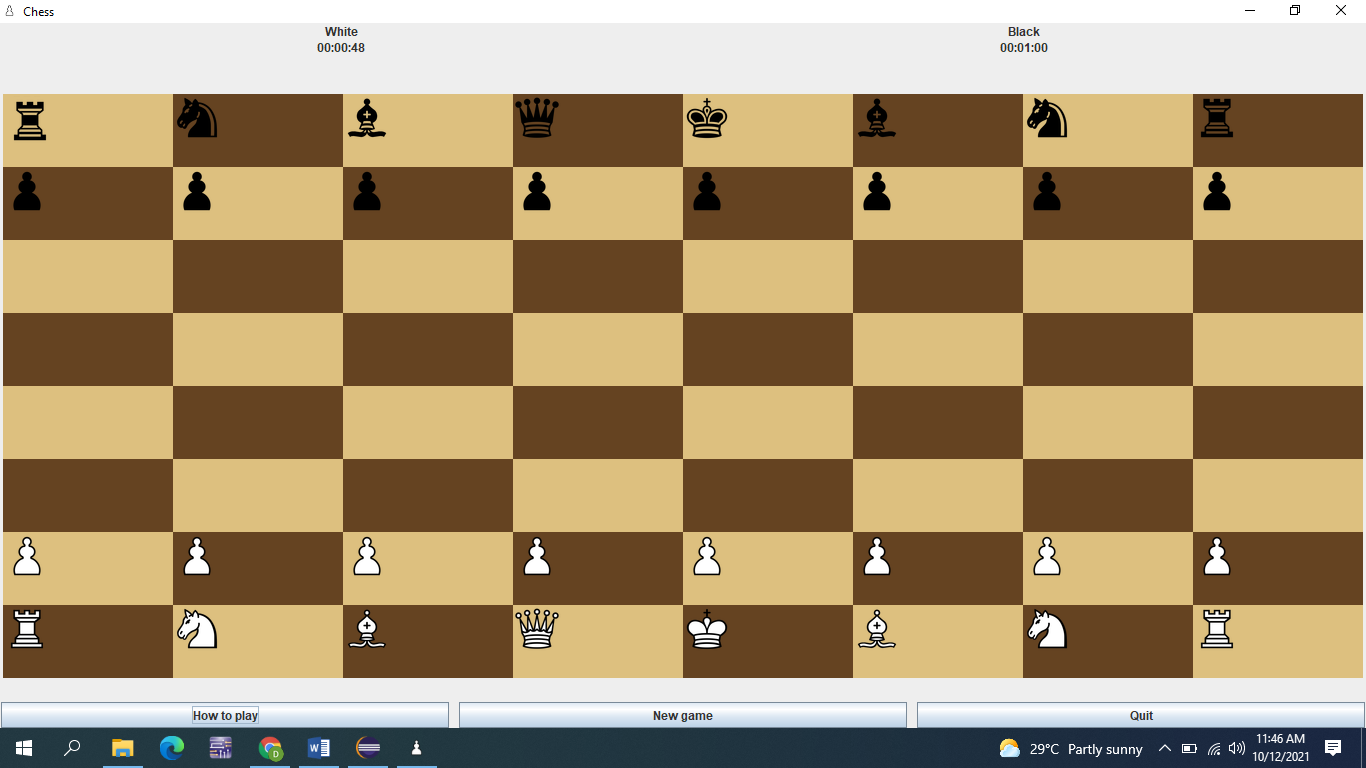 Chess
White
00:00:48
Black
00:01:00
How to play
New game
Quit
29°C Partly sunny
11:46 AM
10/12/2021